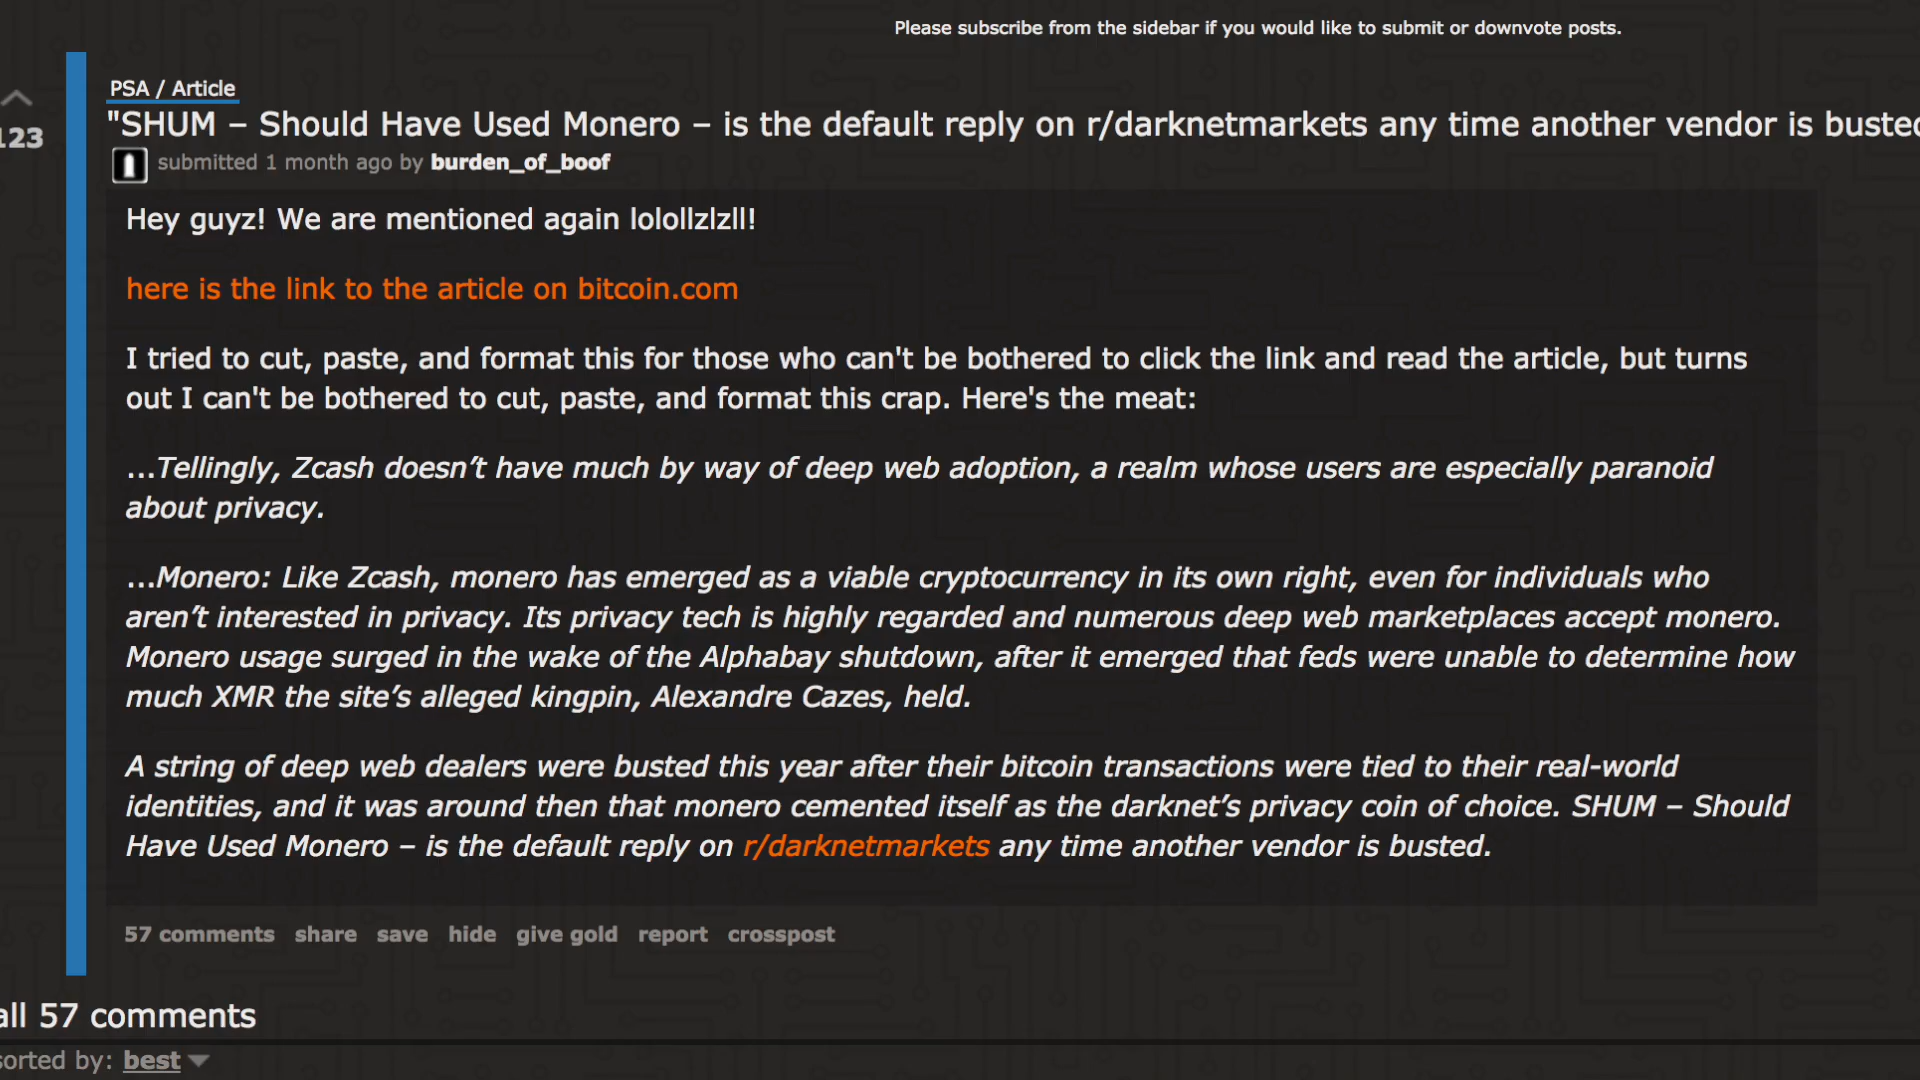 Please subscribe from the sidebar if you would like to submit or downvote posts.
PSA / Article
"SHUM – Should Have Used Monero – is the default reply on r/darknetmarkets any time another vendor is busted
123
submitted 1 month ago by burden_of_boof
Hey guyz! We are mentioned again lolollzlzll!
here is the link to the article on bitcoin.com
I tried to cut, paste, and format this for those who can't be bothered to click the link and read the article, but turns
out I can't be bothered to cut, paste, and format this crap. Here's the meat:
...Tellingly, Zcash doesn’t have much by way of deep web adoption, a realm whose users are especially paranoid
about privacy.
...Monero: Like Zcash, monero has emerged as a viable cryptocurrency in its own right, even for individuals who
aren’t interested in privacy. Its privacy tech is highly regarded and numerous deep web marketplaces accept monero.
Monero usage surged in the wake of the Alphabay shutdown, after it emerged that feds were unable to determine how
much XMR the site’s alleged kingpin, Alexandre Cazes, held.
A string of deep web dealers were busted this year after their bitcoin transactions were tied to their real-world
identities, and it was around then that monero cemented itself as the darknet’s privacy coin of choice. SHUM – Should
Have Used Monero – is the default reply on r/darknetmarkets any time another vendor is busted.
57 comments share save hide give gold report crosspost
all 57 comments
sorted by: best